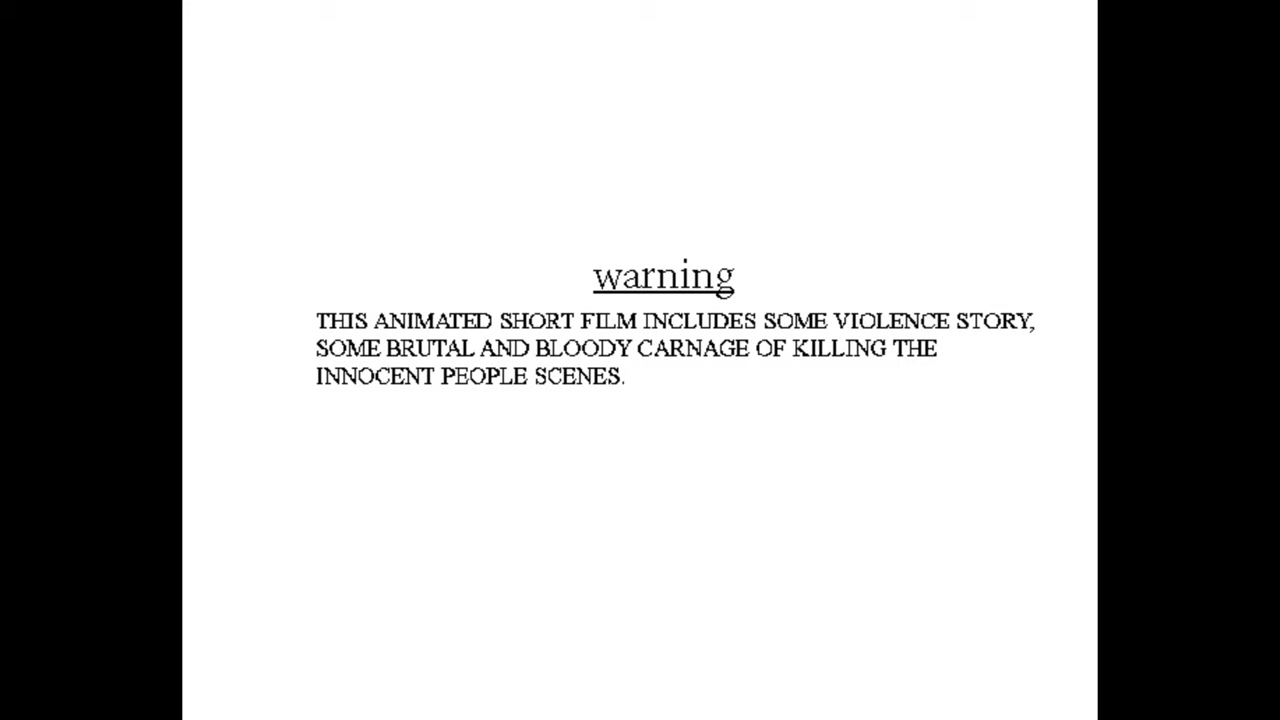 warning
THIS ANIMATED SHORT FILM INCLUDES SOME VIOLENCE STORY,
SOME BRUTAL AND BLOODY CARNAGE OF KILLING THE
INNOCENT PEOPLE SCENES.